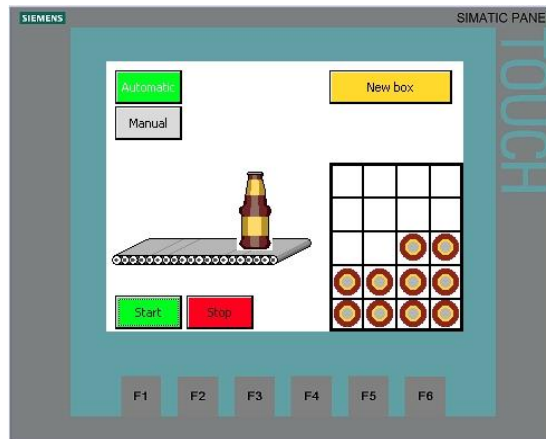 SIEMENS
SIMATIC PANE
TOUCH
Automatic
New box
Manual
Start
Stop
F1
F2
F3
F4
F5
F6